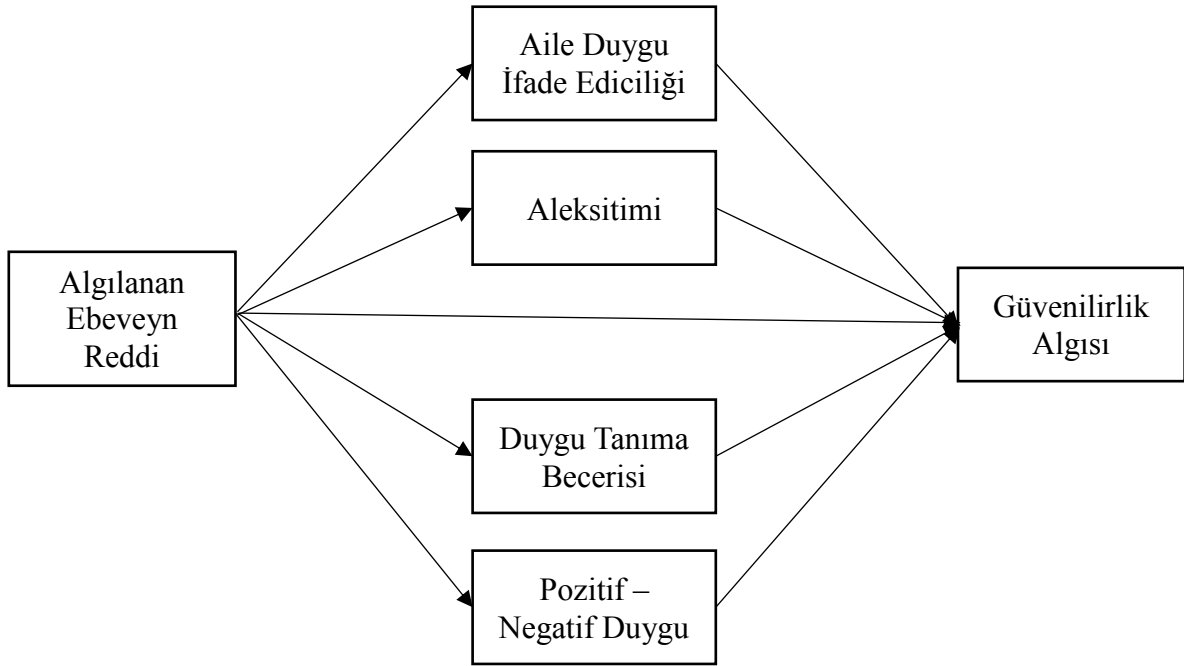 Aile Duygu
İfade Ediciliği
Aleksitimi
Algılanan
Ebeveyn
Reddi
Güvenilirlik
Algısı
Duygu Tanıma
Becerisi
Pozitif –
Negatif Duygu